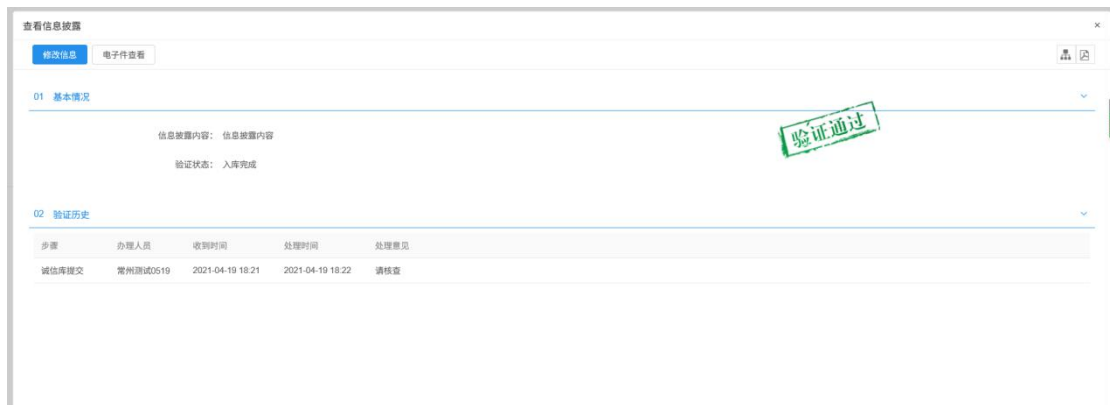 查看信息披露 ×
修改信息 电子件查看
01 基本情况
信息披露内容： 信息披露内容
验证通过
验证状态： 入库完成
02 验证历史
步骤 办理人员 收到时间 处理时间 处理意见
诚信库提交 常州测试0519 2021-04-19 18:21 2021-04-19 18:22 请核查